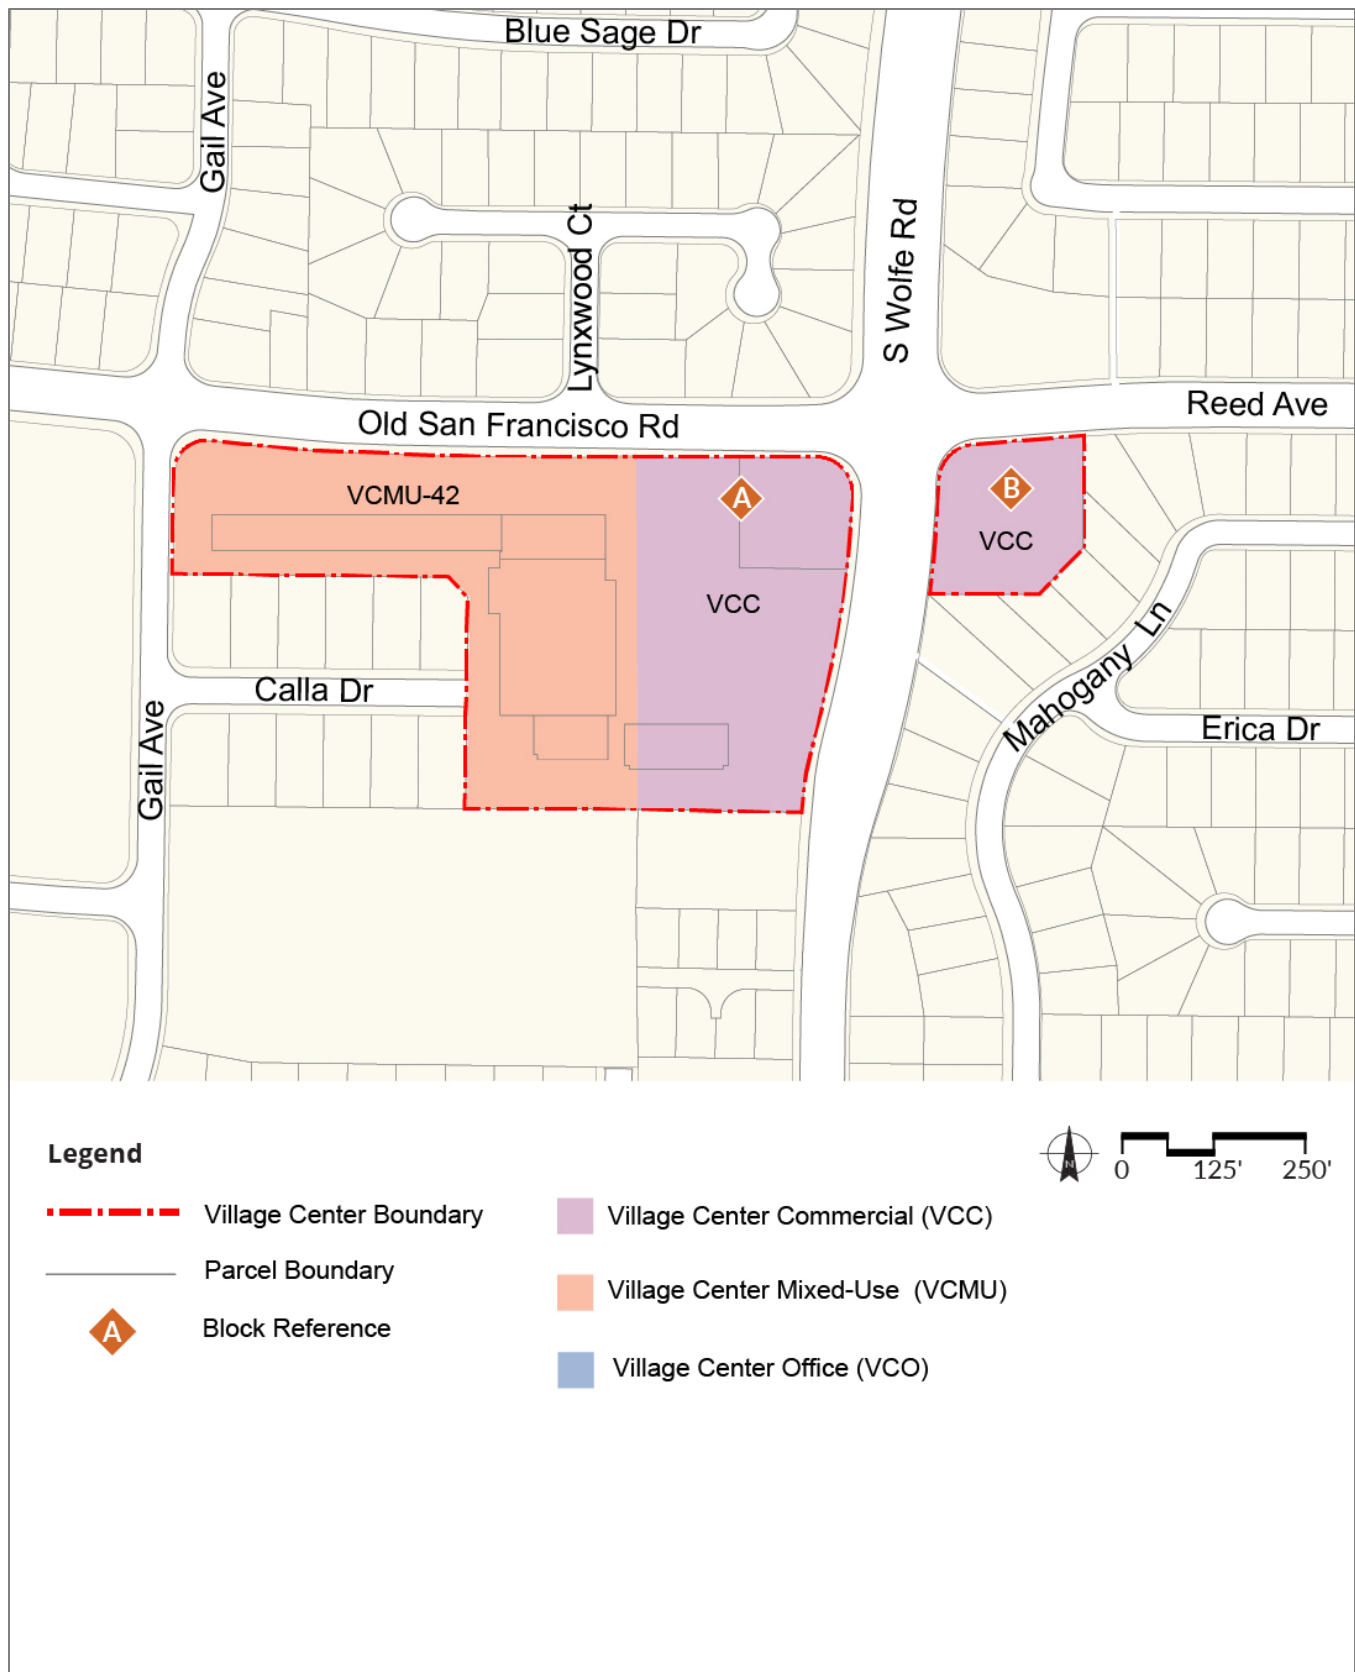 Blue Sage Dr
Gail Ave
Lynxwood Ct
S Wolfe Rd
Old San Francisco Rd
Reed Ave
VCMU-42
A
B
VCC
VCC
Calla Dr
Gail Ave
Mahogany Ln
Erica Dr
Legend
N
0 125' 250'
Village Center Boundary
Parcel Boundary
A
Block Reference
Village Center Commercial (VCC)
Village Center Mixed-Use (VCMU)
Village Center Office (VCO)